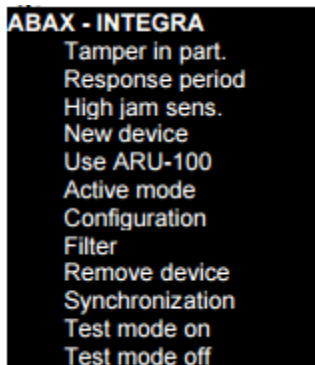 ABAX - INTEGRA
Tamper in part.
Response period
High jam sens.
New device
Use ARU-100
Active mode
Configuration
Filter
Remove device
Synchronization
Test mode on
Test mode off